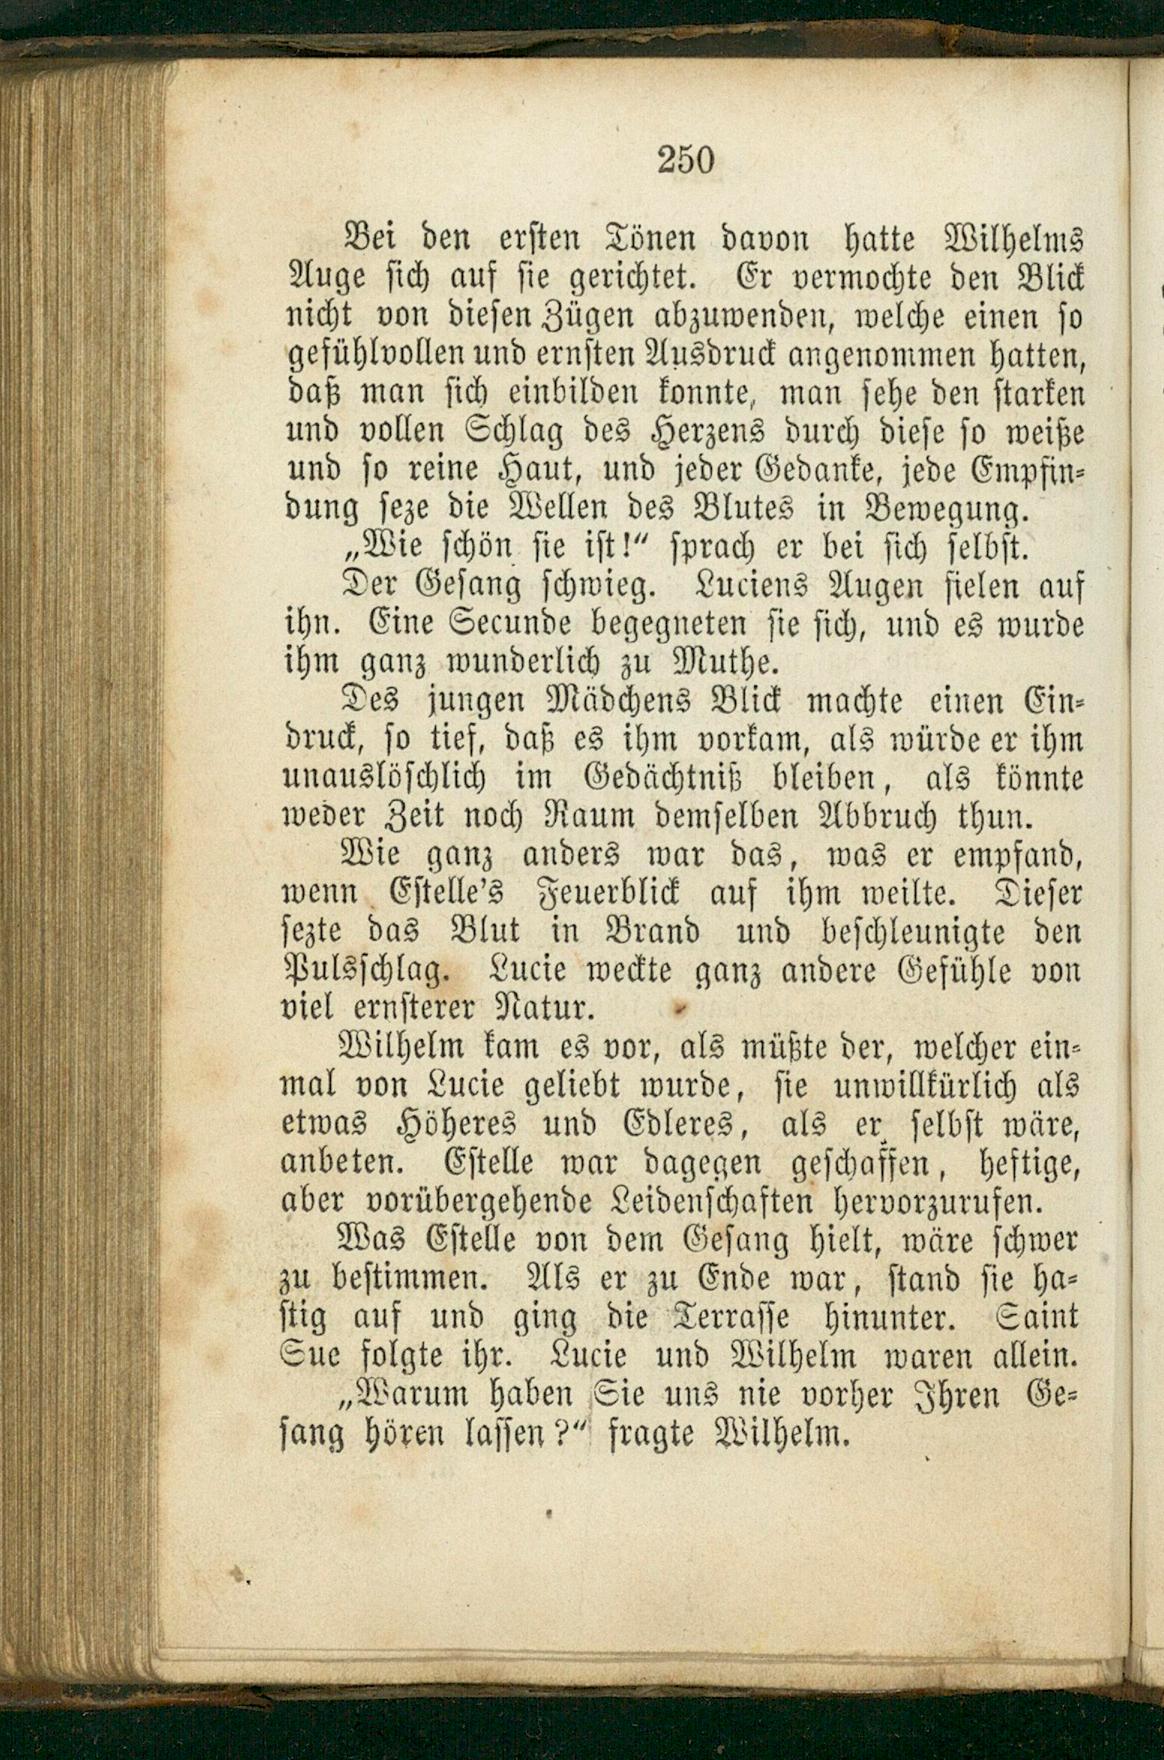 250
Bei den ersten Tönen davon hatte Wilhelms
Auge sich auf sie gerichtet. Er vermochte den Blick
nicht von diesen Zügen abzuwenden, welche einen so
gefühlvollen und ernsten Ausdruck angenommen hatten,
daß man sich einbilden konnte, man sehe den starken
und vollen Schlag des Herzens durch diese so weiße
und so reine Haut, und jeder Gedanke, jede Empfin-
dung seze die Wellen des Blutes in Bewegung.
„Wie schön sie ist!“ sprach er bei sich selbst.
Der Gesang schwieg. Luciens Augen fielen auf
ihn. Eine Secunde begegneten sie sich, und es wurde
ihm ganz wunderlich zu Muthe.
Des jungen Mädchens Blick machte einen Ein-
druck, so tief, daß es ihm vorkam, als würde er ihm
unauslöschlich im Gedächtniß bleiben, als könnte
weder Zeit noch Raum demselben Abbruch thun.
Wie ganz anders war das, was er empfand,
wenn Estelle's Feuerblick auf ihm weilte. Dieser
sezte das Blut in Brand und beschleunigte den
Pulsschlag. Lucie weckte ganz andere Gefühle von
viel ernsterer Natur.
Wilhelm kam es vor, als müßte der, welcher ein-
mal von Lucie geliebt wurde, sie unwillkürlich als
etwas Höheres und Edleres, als er selbst wäre,
anbeten. Estelle war dagegen geschaffen, heftige,
aber vorübergehende Leidenschaften hervorzurufen.
Was Estelle von dem Gesang hielt, wäre schwer
zu bestimmen. Als er zu Ende war, stand sie ha-
stig auf und ging die Terrasse hinunter. Saint
Sue folgte ihr. Lucie und Wilhelm waren allein.
„Warum haben Sie uns nie vorher Ihren Ge-
sang hören lassen?“ fragte Wilhelm.